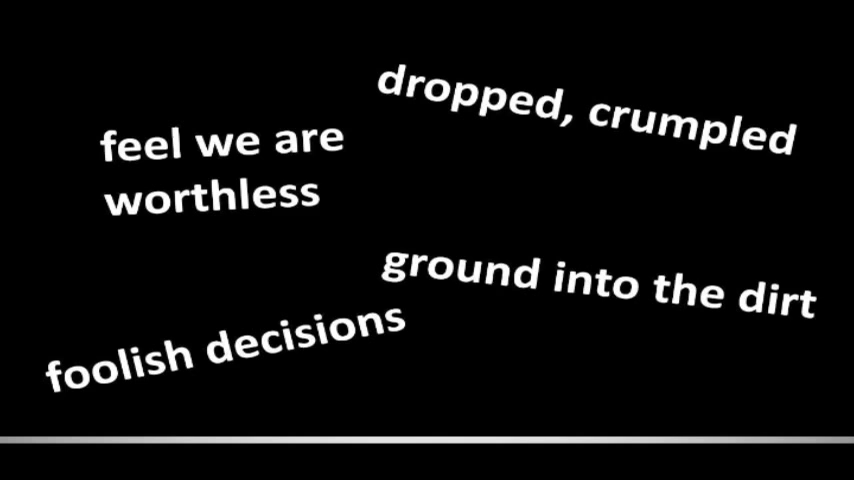 dropped, crumpled
feel we are
worthless
ground into the dirt
foolish decisions